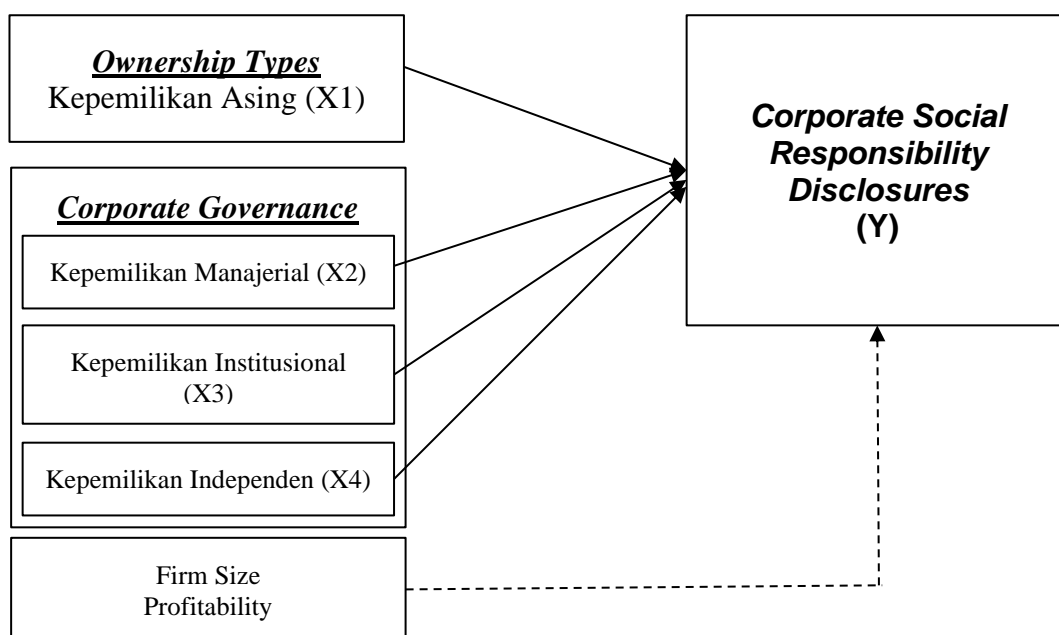 Ownership Types
Kepemilikan Asing (X1)
Corporate Governance
Kepemilikan Manajerial (X2)
Kepemilikan Institusional
(X3)
Kepemilikan Independen (X4)
Firm Size
Profitability
Corporate Social
Responsibility
Disclosures
(Y)